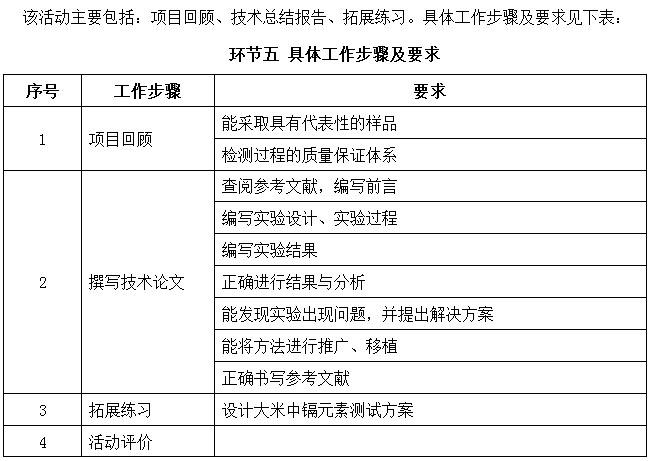 该活动主要包括：项目回顾、技术总结报告、拓展练习。具体工作步骤及要求见下表：
环节五 具体工作步骤及要求
序号 工作步骤 要求
1 项目回顾 能采取具有代表性的样品
检测过程的质量保证体系
2 撰写技术论文 查阅参考文献，编写前言
编写实验设计、实验过程
编写实验结果
正确进行结果与分析
能发现实验出现问题，并提出解决方案
能将方法进行推广、移植
正确书写参考文献
3 拓展练习 设计大米中镉元素测试方案
4 活动评价